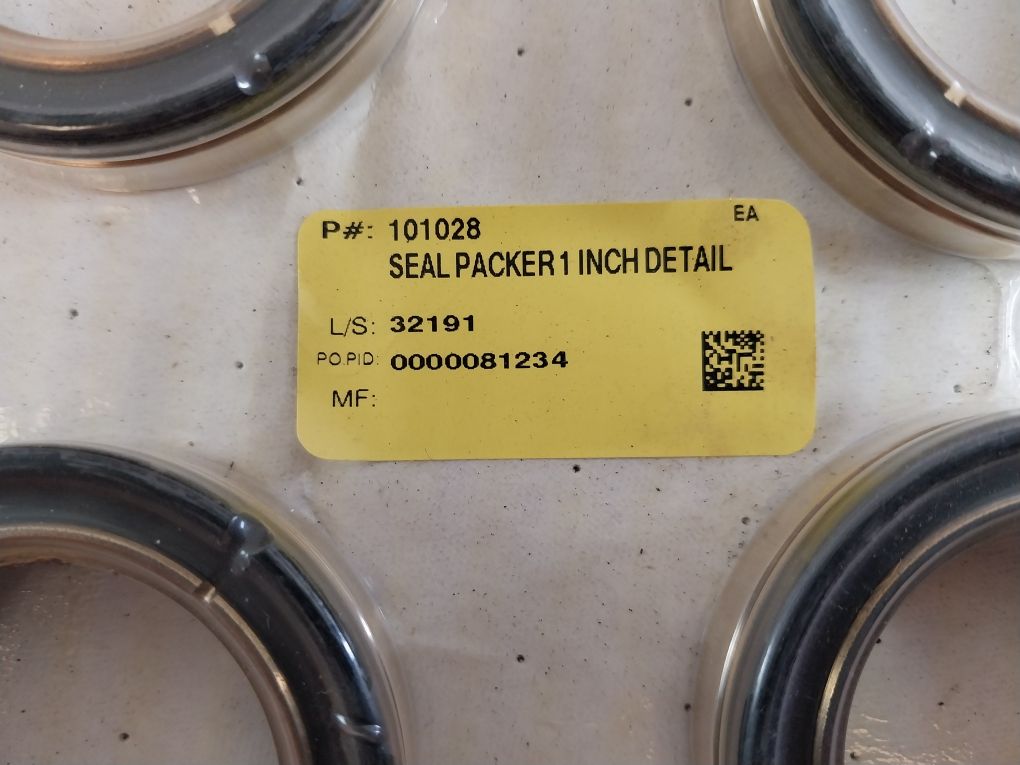 P#: 101028 EA
SEAL PACKER 1 INCH DETAIL
L/S: 32191
PO.PID: 0000081234
MF: